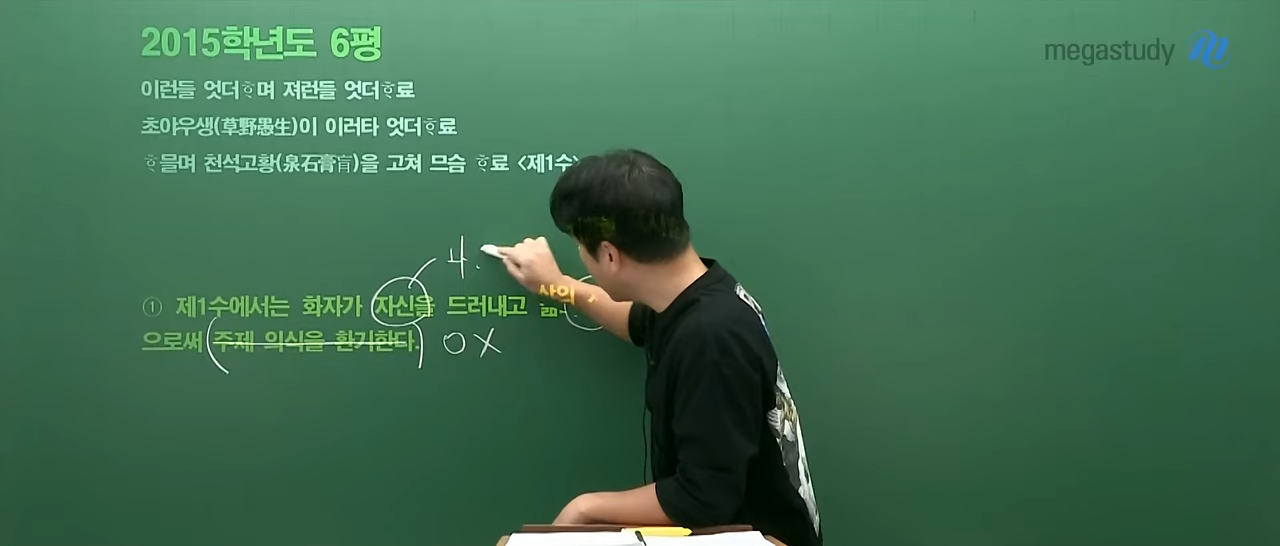 2015학년도 6평
megastudy
이런들 엇더ᄒᆞ며 져런들 엇더ᄒᆞ료
초야우생(草野愚生)이 이러타 엇더ᄒᆞ료
ᄒᆞ믈며 천석고황(泉石膏肓)을 고쳐 므슴 ᄒᆞ료 <제1수>
① 제1수에서는 화자가 자신을 드러내고 삶의
으로써 주제 의식을 환기한다. O X